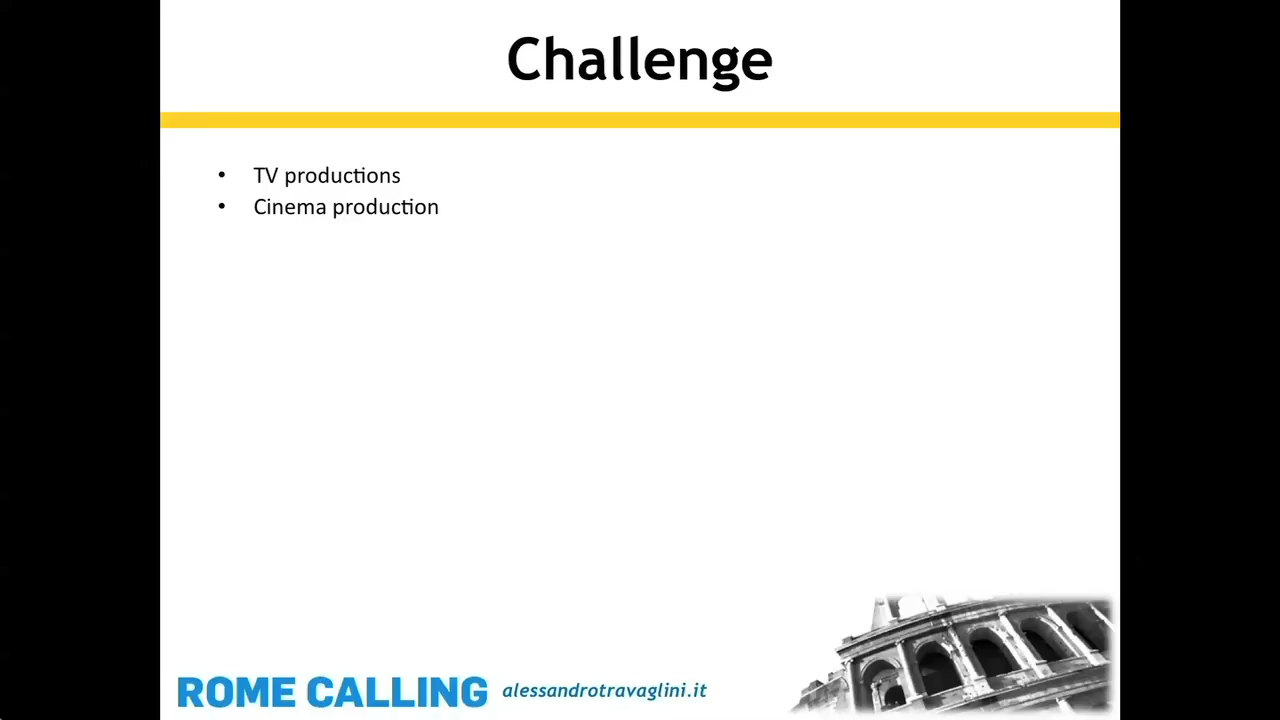 Challenge
• TV productions
• Cinema production
ROME CALLING alessandrotravaglini.it